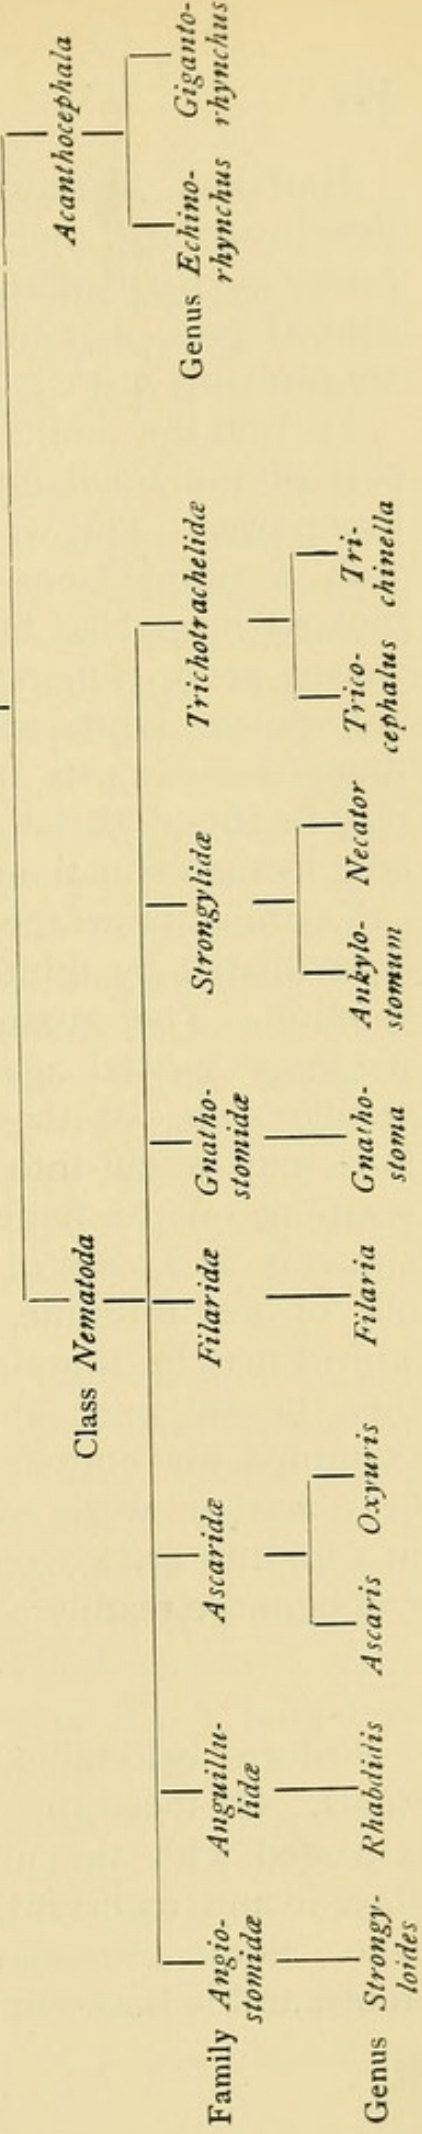 Class Nematoda
Acanthocephala
Family Angio-
stomidæ
Anguillu-
lidæ
Ascaridæ
Filaridæ
Gnatho-
stomidæ
Strongylidæ
Trichotrachelidæ
Genus Echino-
rhynchus
Giganto-
rhynchus
Genus Strongy-
loides
Rhabdidis
Ascaris
Oxyuris
Filaria
Gnatho-
stoma
Ankylo-
stomum
Necator
Trico-
cephalus
Tri-
chinella